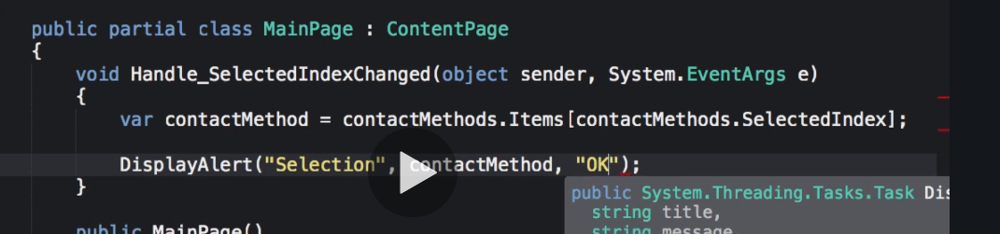 public partial class MainPage : ContentPage
{
void Handle_SelectedIndexChanged(object sender, System.EventArgs e)
{
var contactMethod = contactMethods.Items[contactMethods.SelectedIndex];
DisplayAlert("Selection", contactMethod, "OK");
}
public System.Threading.Tasks.Task Dis
string title,
public MainPage()
string message